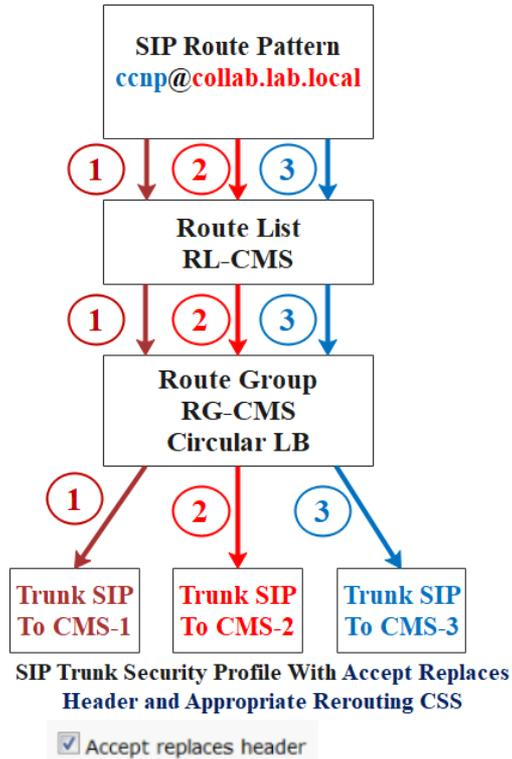 SIP Route Pattern
ccnp@collab.lab.local
1 2 3
Route List
RL-CMS
1 2 3
Route Group
RG-CMS
Circular LB
1 2 3
Trunk SIP To CMS-1
Trunk SIP To CMS-2
Trunk SIP To CMS-3
SIP Trunk Security Profile With Accept Replaces
Header and Appropriate Rerouting CSS
Accept replaces header